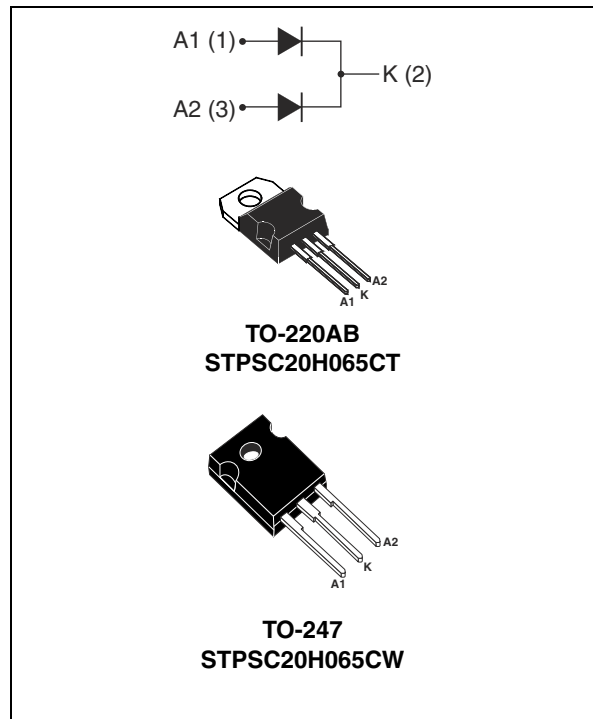 A1 (1)
K (2)
A2 (3)
A2
K
A1
TO-220AB
STPSC20H065CT
A2
K
A1
TO-247
STPSC20H065CW